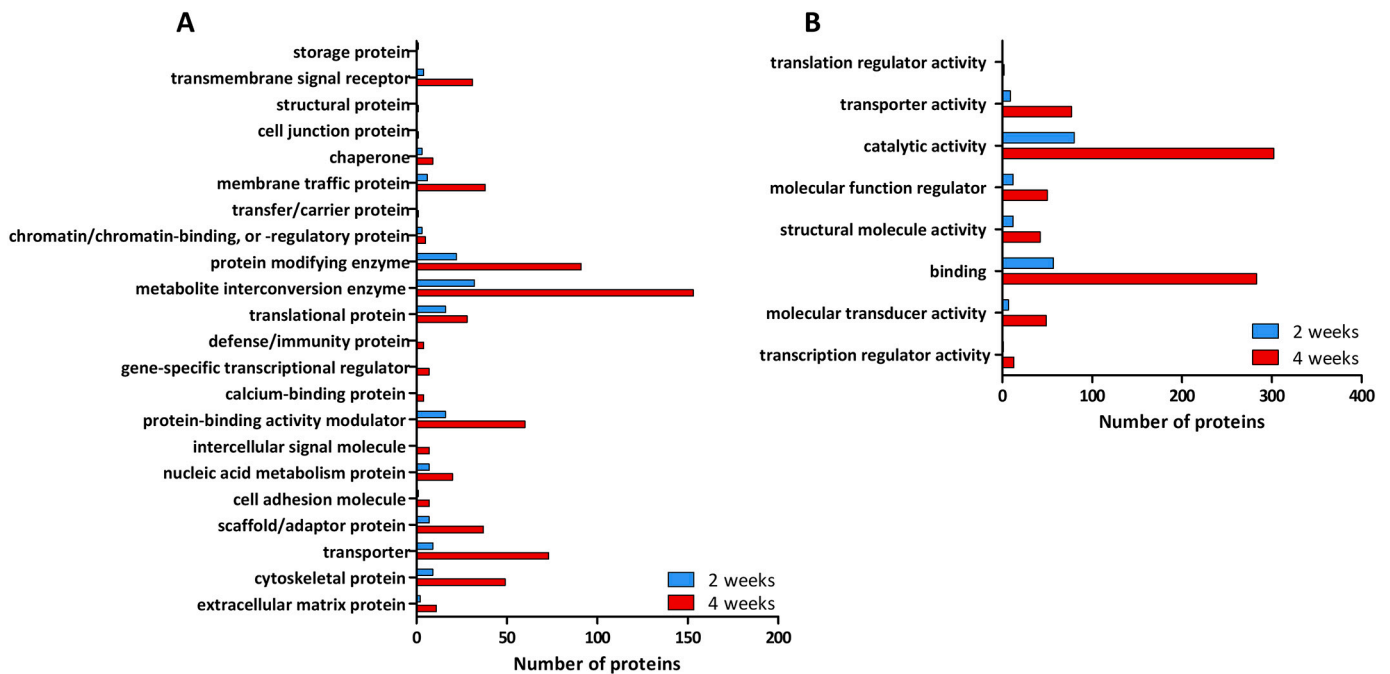 A
storage protein
transmembrane signal receptor
structural protein
cell junction protein
chaperone
membrane traffic protein
transfer/carrier protein
chromatin/chromatin-binding, or -regulatory protein
protein modifying enzyme
metabolite interconversion enzyme
translational protein
defense/immunity protein
gene-specific transcriptional regulator
calcium-binding protein
protein-binding activity modulator
intercellular signal molecule
nucleic acid metabolism protein
cell adhesion molecule
scaffold/adaptor protein
transporter
cytoskeletal protein
extracellular matrix protein
2 weeks
4 weeks
0 50 100 150 200
Number of proteins
B
translation regulator activity
transporter activity
catalytic activity
molecular function regulator
structural molecule activity
binding
molecular transducer activity
transcription regulator activity
2 weeks
4 weeks
0 100 200 300 400
Number of proteins